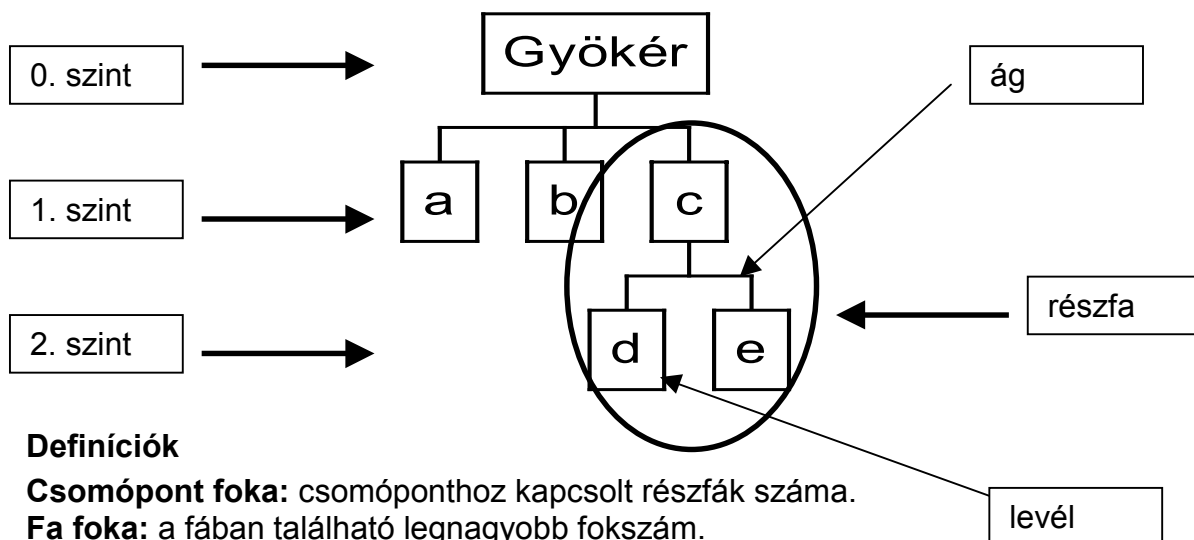 Gyökér
0. szint
ág
1. szint
a
b
c
részfa
2. szint
d
e
Definíciók
Csomópont foka: csomóponthoz kapcsolt részfák száma.
Fa foka: a fában található legnagyobb fokszám.
levél